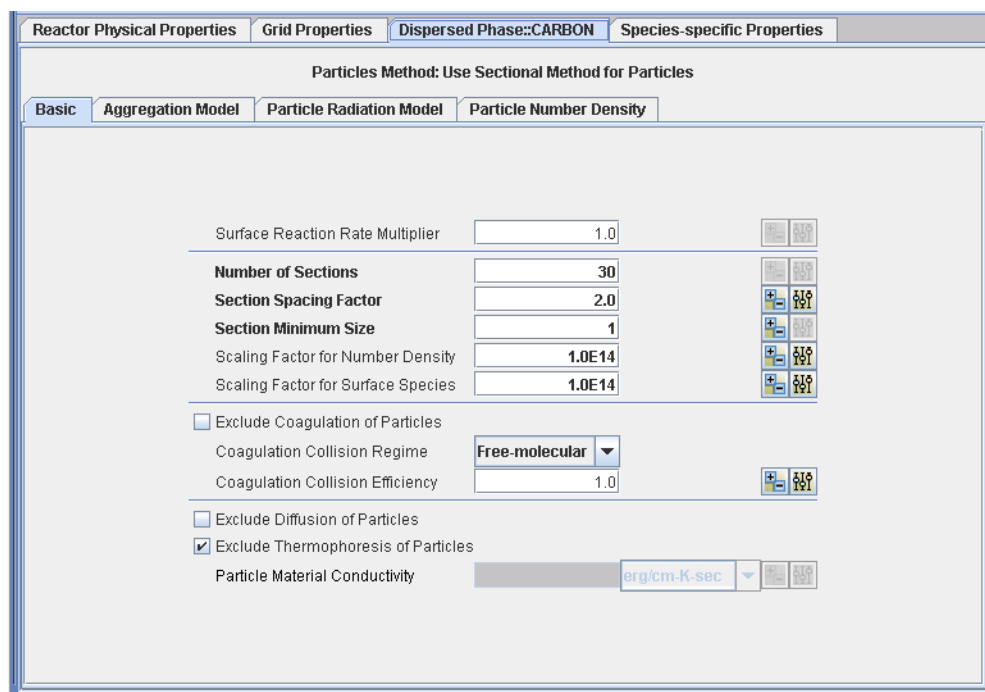 Reactor Physical Properties Grid Properties Dispersed Phase::CARBON Species-specific Properties
Particles Method: Use Sectional Method for Particles
Basic Aggregation Model Particle Radiation Model Particle Number Density
Surface Reaction Rate Multiplier 1.0
Number of Sections 30
Section Spacing Factor 2.0
Section Minimum Size 1
Scaling Factor for Number Density 1.0E14
Scaling Factor for Surface Species 1.0E14
Exclude Coagulation of Particles
Coagulation Collision Regime Free-molecular
Coagulation Collision Efficiency 1.0
Exclude Diffusion of Particles
Exclude Thermophoresis of Particles
Particle Material Conductivity erg/cm-K-sec